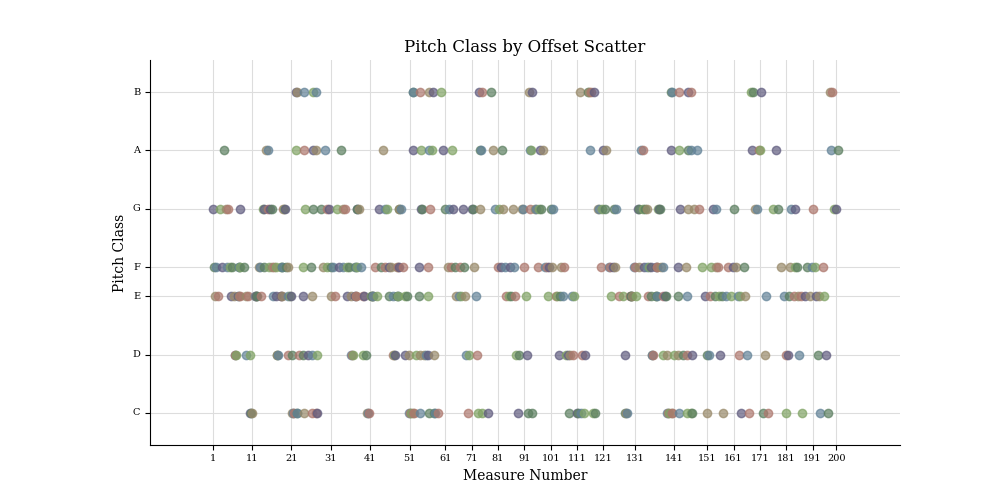 Pitch Class by Offset Scatter
B
A
G
F
E
D
C
Pitch Class
1 11 21 31 41 51 61 71 81 91 101 111 121 131 141 151 161 171 181 191 200
Measure Number